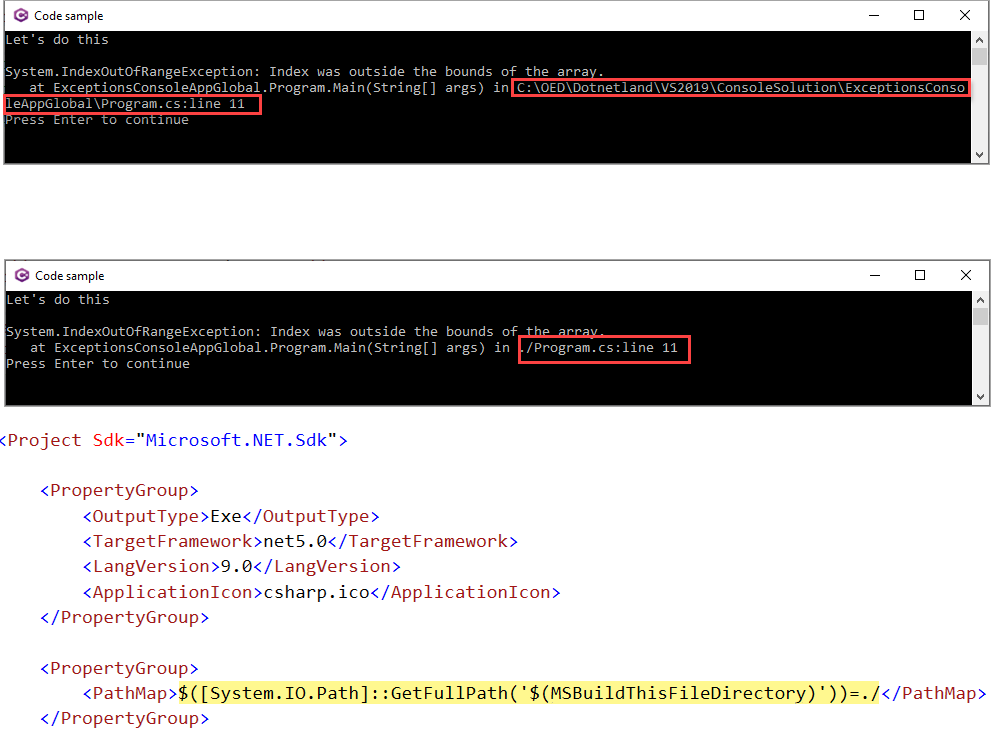 Code sample
Let's do this
System.IndexOutOfRangeException: Index was outside the bounds of the array.
at ExceptionsConsoleAppGlobal.Program.Main(String[] args) in C:\OED\Dotnetland\VS2019\ConsoleSolution\ExceptionsConso
leAppGlobal\Program.cs:line 11
Press Enter to continue
Code sample
Let's do this
System.IndexOutOfRangeException: Index was outside the bounds of the array.
at ExceptionsConsoleAppGlobal.Program.Main(String[] args) in ./Program.cs:line 11
Press Enter to continue
<Project Sdk="Microsoft.NET.Sdk">
<PropertyGroup>
<OutputType>Exe</OutputType>
<TargetFramework>net5.0</TargetFramework>
<LangVersion>9.0</LangVersion>
<ApplicationIcon>csharp.ico</ApplicationIcon>
</PropertyGroup>
<PropertyGroup>
<PathMap>$([System.IO.Path]::GetFullPath('$(MSBuildThisFileDirectory)'))=./</PathMap>
</PropertyGroup>